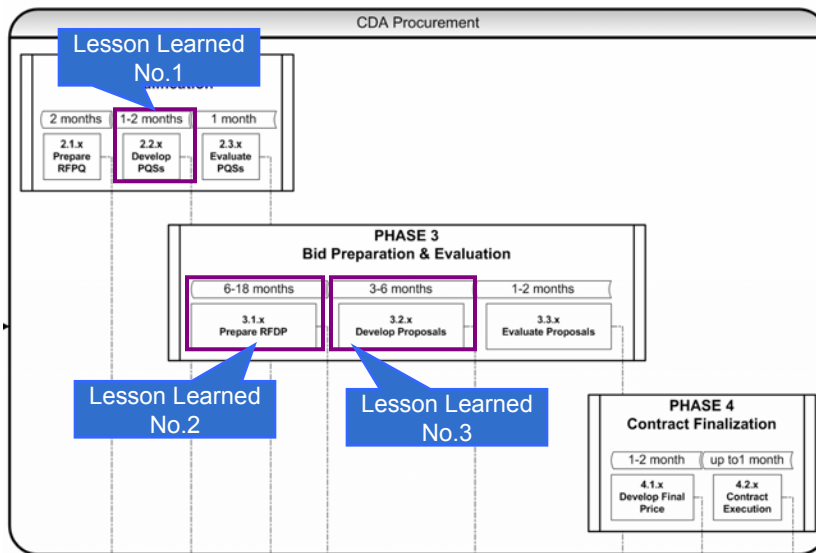 CDA Procurement
Lesson Learned
No.1
2 months
1-2 months
1 month
2.1.x
Prepare
RFPQ
2.2.x
Develop
PQSs
2.3.x
Evaluate
PQSs
PHASE 3
Bid Preparation & Evaluation
6-18 months
3-6 months
1-2 months
3.1.x
Prepare RFDP
3.2.x
Develop Proposals
3.3.x
Evaluate Proposals
Lesson Learned
No.2
Lesson Learned
No.3
PHASE 4
Contract Finalization
1-2 month
up to1 month
4.1.x
Develop Final
Price
4.2.x
Contract
Execution